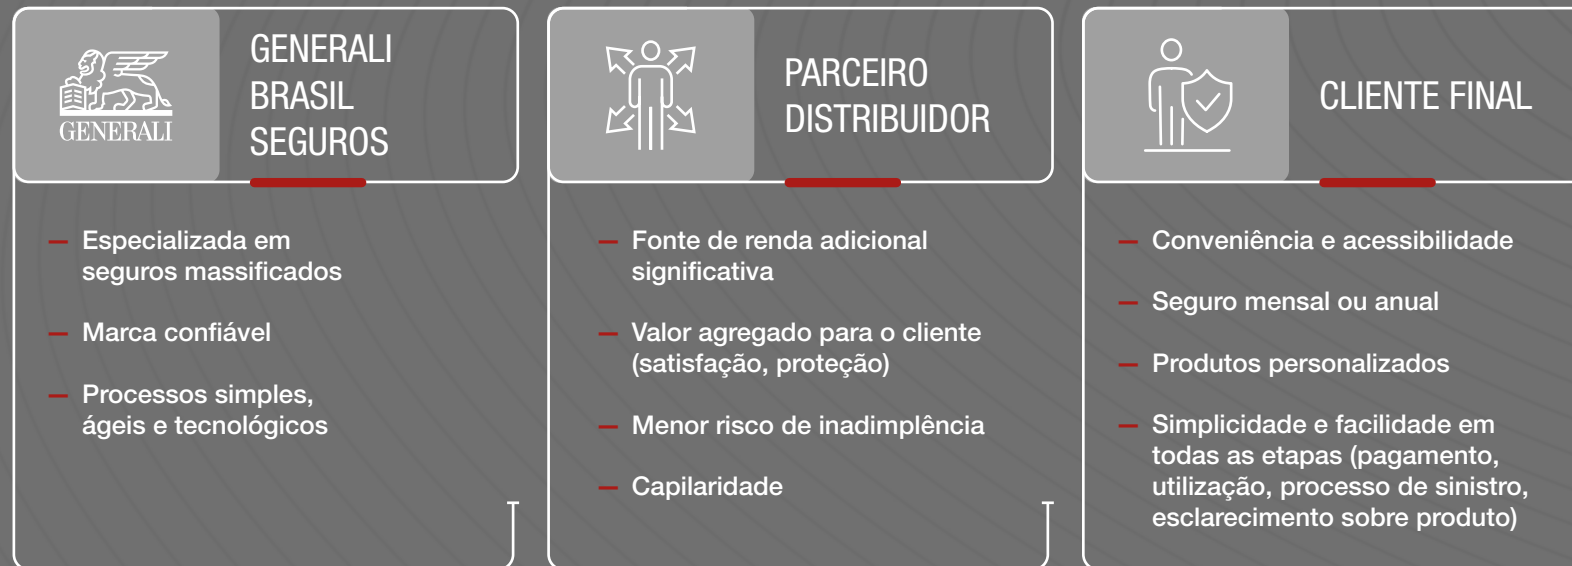 GENERALI
GENERALI
BRASIL
SEGUROS
— Especializada em
seguros massificados
— Marca confiável
— Processos simples,
ágeis e tecnológicos
PARCEIRO
DISTRIBUIDOR
— Fonte de renda adicional
significativa
— Valor agregado para o cliente
(satisfação, proteção)
— Menor risco de inadimplência
— Capilaridade
CLIENTE FINAL
— Conveniência e acessibilidade
— Seguro mensal ou anual
— Produtos personalizados
— Simplicidade e facilidade em
todas as etapas (pagamento,
utilização, processo de sinistro,
esclarecimento sobre produto)